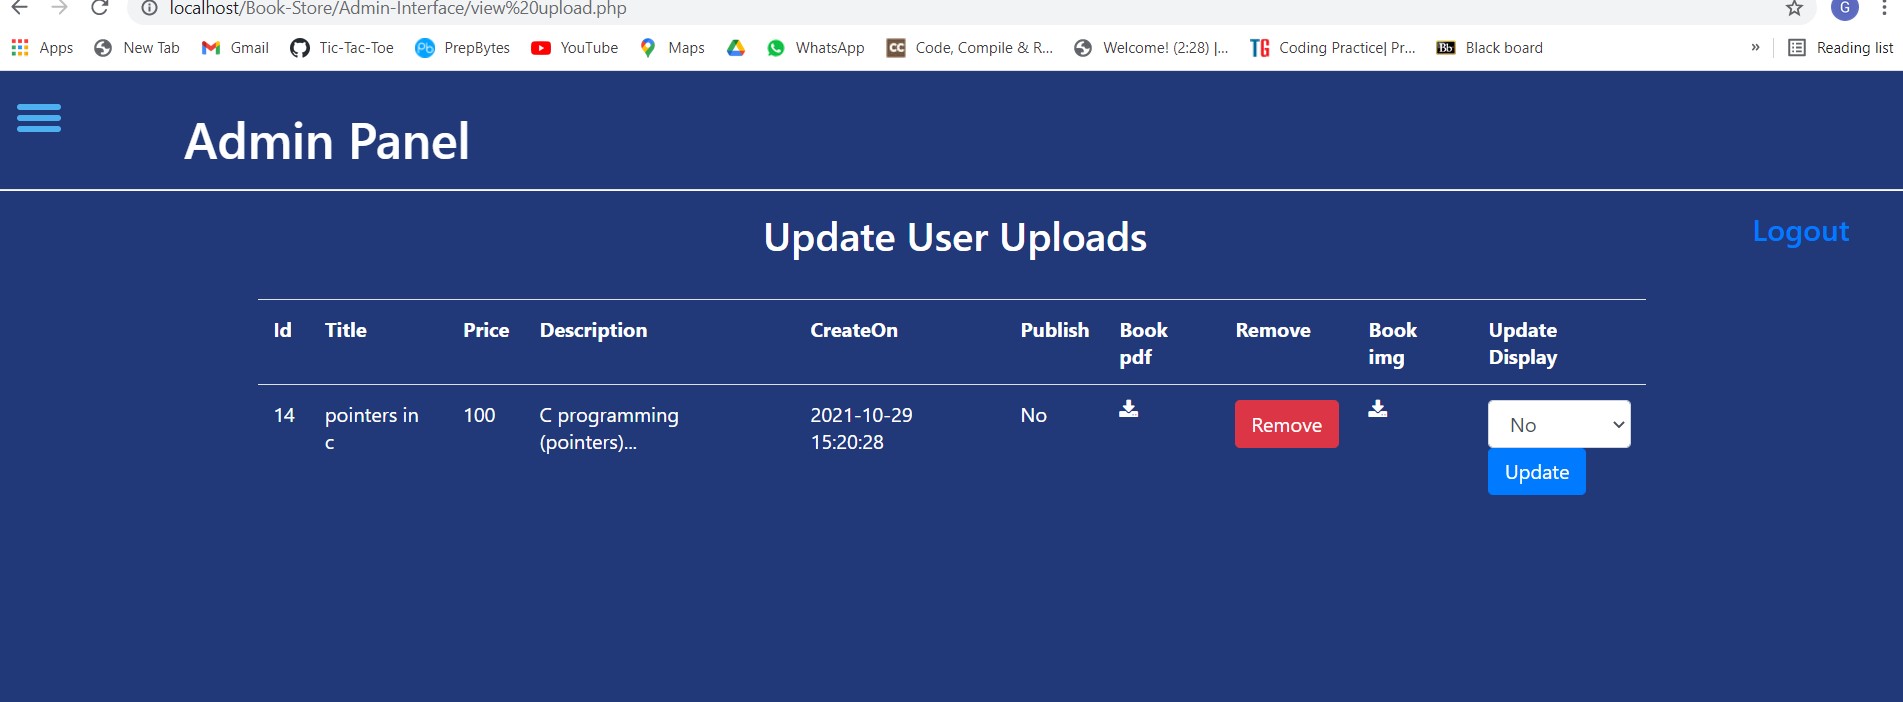 localhost/Book-Store/Admin-Interface/view%20upload.php
G
Apps New Tab Gmail Tic-Tac-Toe PrepBytes YouTube Maps WhatsApp Code, Compile & R... Welcome! (2:28) |... Coding Practice| Pr... Black board » Reading list
Admin Panel
Update User Uploads
Logout
Id Title Price Description CreateOn Publish Book pdf Remove Book img Update Display
14 pointers in c 100 C programming (pointers)... 2021-10-29 15:20:28 No Remove No
Update